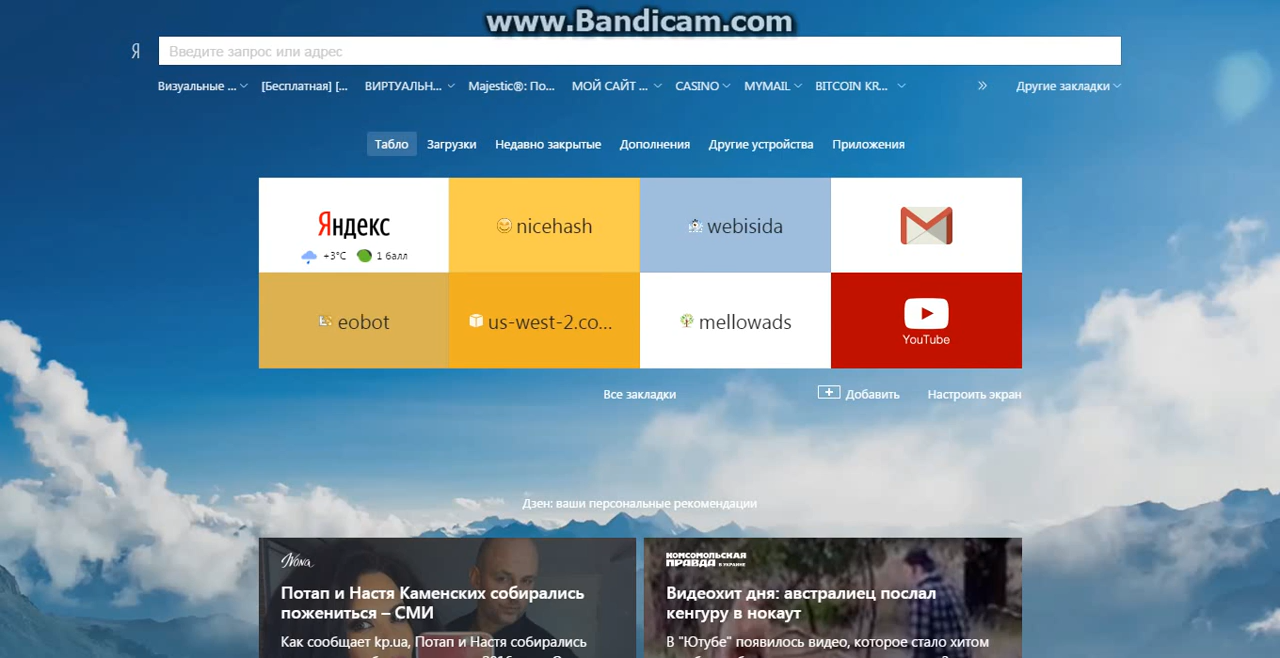 www.Bandicam.com
Я
Введите запрос или адрес
Визуальные ... [Бесплатная] [... ВИРТУАЛЬН... Majestic®: По... МОЙ САЙТ ... CASINO MYMAIL BITCOIN KR... » Другие закладки
Табло Загрузки Недавно закрытые Дополнения Другие устройства Приложения
Яндекс nicehash webisida
+3°C 1 балл
eobot us-west-2.co... mellowads
YouTube
Все закладки Добавить Настроить экран
Дзен: ваши персональные рекомендации
Nona
Потап и Настя Каменских собирались
пожениться – СМИ
Как сообщает kp.ua, Потап и Настя собирались
КОМСОМОЛЬСКАЯ
ПРАВДА В УКРАИНЕ
Видеохит дня: австралиец послал
кенгуру в нокаут
В "Ютубе" появилось видео, которое стало хитом